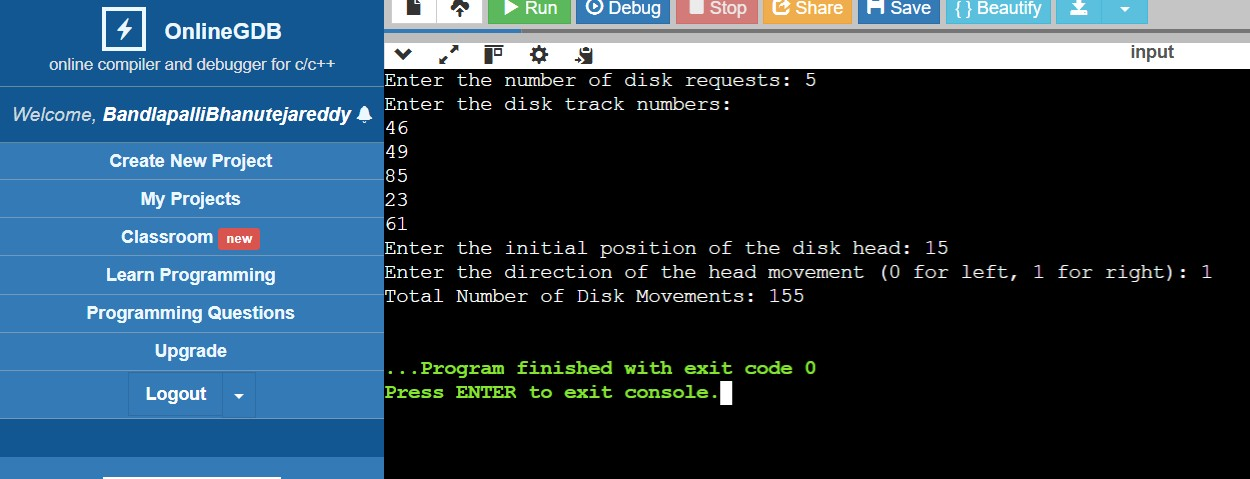 OnlineGDB
online compiler and debugger for c/c++
Welcome, BandlapalliBhanutejareddy
Create New Project
My Projects
Classroom new
Learn Programming
Programming Questions
Upgrade
Logout
Run Debug Stop Share Save { } Beautify
input
Enter the number of disk requests: 5
Enter the disk track numbers:
46
49
85
23
61
Enter the initial position of the disk head: 15
Enter the direction of the head movement (0 for left, 1 for right): 1
Total Number of Disk Movements: 155
...Program finished with exit code 0
Press ENTER to exit console.